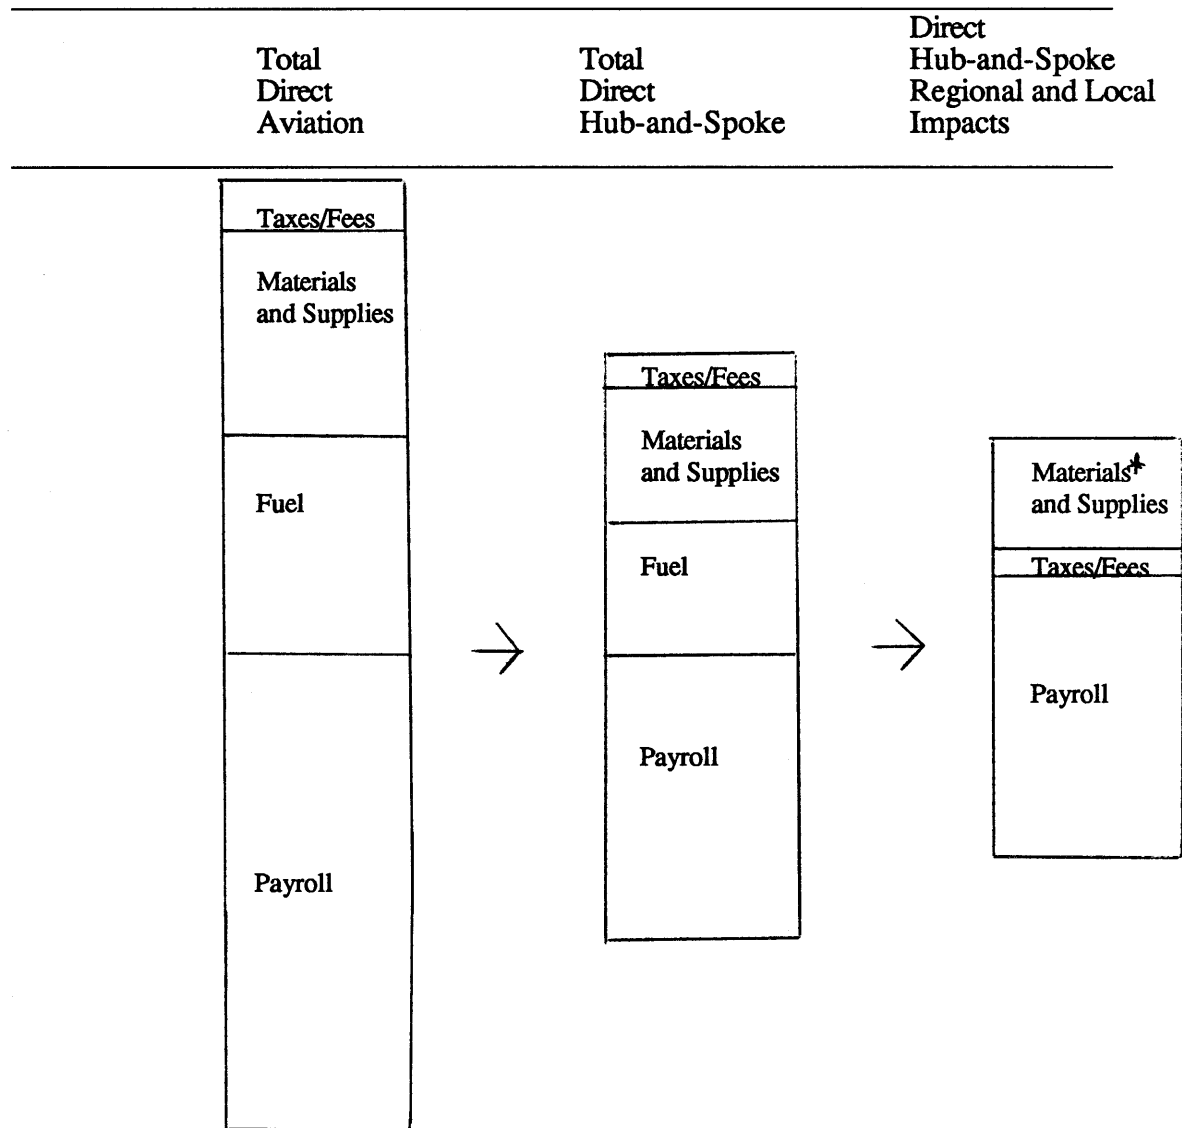 Total
Direct
Aviation
Total
Direct
Hub-and-Spoke
Direct
Hub-and-Spoke
Regional and Local
Impacts
Taxes/Fees
Materials
and Supplies
Fuel
Payroll
Taxes/Fees
Materials
and Supplies
Fuel
Payroll
Materials*
and Supplies
Taxes/Fees
Payroll